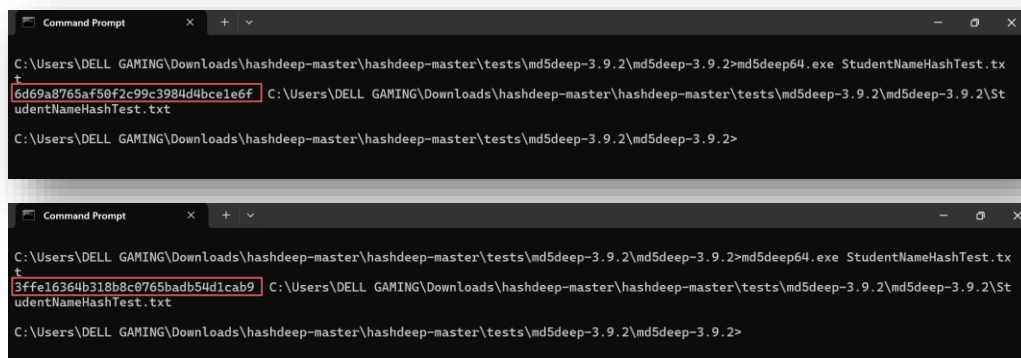 Command Prompt
C:\Users\DELL GAMING\Downloads\hashdeep-master\hashdeep-master\tests\md5deep-3.9.2\md5deep-3.9.2>md5deep64.exe StudentNameHashTest.tx
t
6d69a8765af50f2c99c3984d4bce1e6f C:\Users\DELL GAMING\Downloads\hashdeep-master\hashdeep-master\tests\md5deep-3.9.2\md5deep-3.9.2\St
udentNameHashTest.txt
C:\Users\DELL GAMING\Downloads\hashdeep-master\hashdeep-master\tests\md5deep-3.9.2\md5deep-3.9.2>
Command Prompt
C:\Users\DELL GAMING\Downloads\hashdeep-master\hashdeep-master\tests\md5deep-3.9.2\md5deep-3.9.2>md5deep64.exe StudentNameHashTest.tx
t
3ffe16364b318b8c0765badb54d1cab9 C:\Users\DELL GAMING\Downloads\hashdeep-master\hashdeep-master\tests\md5deep-3.9.2\md5deep-3.9.2\St
udentNameHashTest.txt
C:\Users\DELL GAMING\Downloads\hashdeep-master\hashdeep-master\tests\md5deep-3.9.2\md5deep-3.9.2>